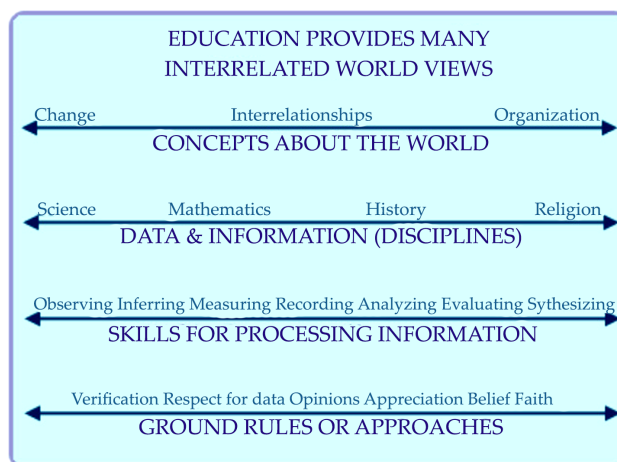 EDUCATION PROVIDES MANY
INTERRELATED WORLD VIEWS
Change Interrelationships Organization
CONCEPTS ABOUT THE WORLD
Science Mathematics History Religion
DATA & INFORMATION (DISCIPLINES)
Observing Inferring Measuring Recording Analyzing Evaluating Sythesizing
SKILLS FOR PROCESSING INFORMATION
Verification Respect for data Opinions Appreciation Belief Faith
GROUND RULES OR APPROACHES